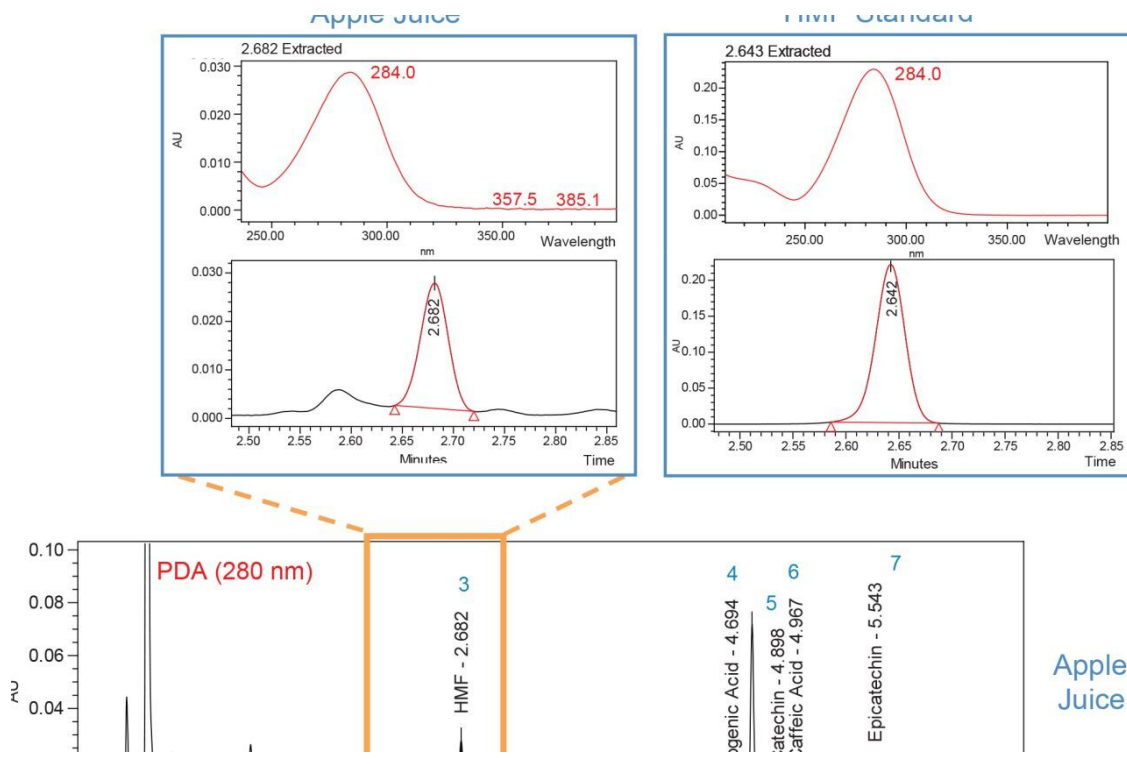 Apple Juice
HMF Standard
2.682 Extracted
0.030
0.020
0.010
0.000
AU
284.0
357.5 385.1
250.00 300.00 350.00 Wavelength
nm
0.030
0.020
0.010
0.000
AU
2.682
2.50 2.55 2.60 2.65 2.70 2.75 2.80 2.85
Minutes Time
2.643 Extracted
0.20
0.15
0.10
0.05
0.00
AU
284.0
250.00 300.00 350.00 Wavelength
nm
0.20
0.15
0.10
0.05
0.00
AU
2.642
2.50 2.55 2.60 2.65 2.70 2.75 2.80 2.85
Minutes Time
0.10
0.08
0.06
0.04
AU
PDA (280 nm)
3
HMF - 2.682
4
ogenic Acid - 4.694
5
atechin - 4.898
6
Caffeic Acid - 4.967
7
Epicatechin - 5.543
Apple
Juice